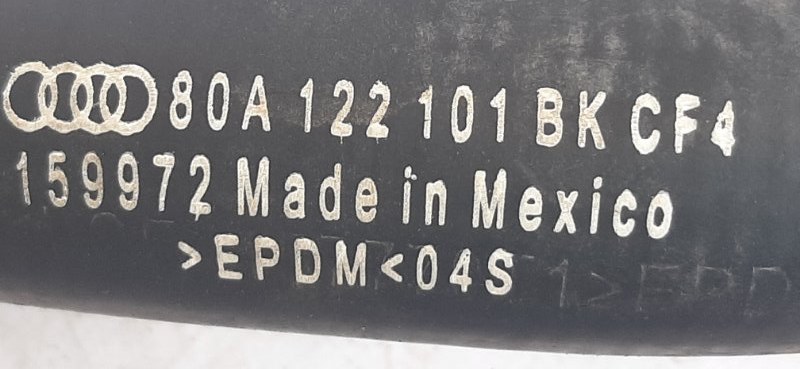 80A 122 101 BK CF4
159972 Made in Mexico
>EPDM<04S